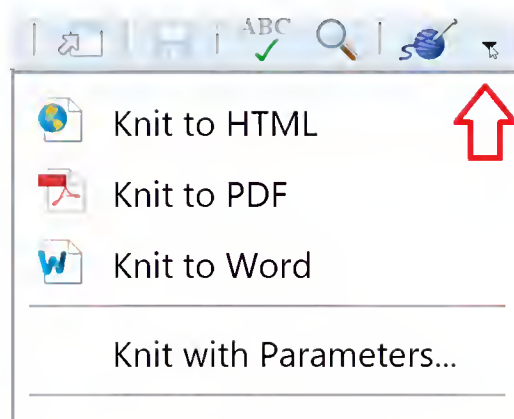 ABC
Knit to HTML
Knit to PDF
W Knit to Word
Knit with Parameters...